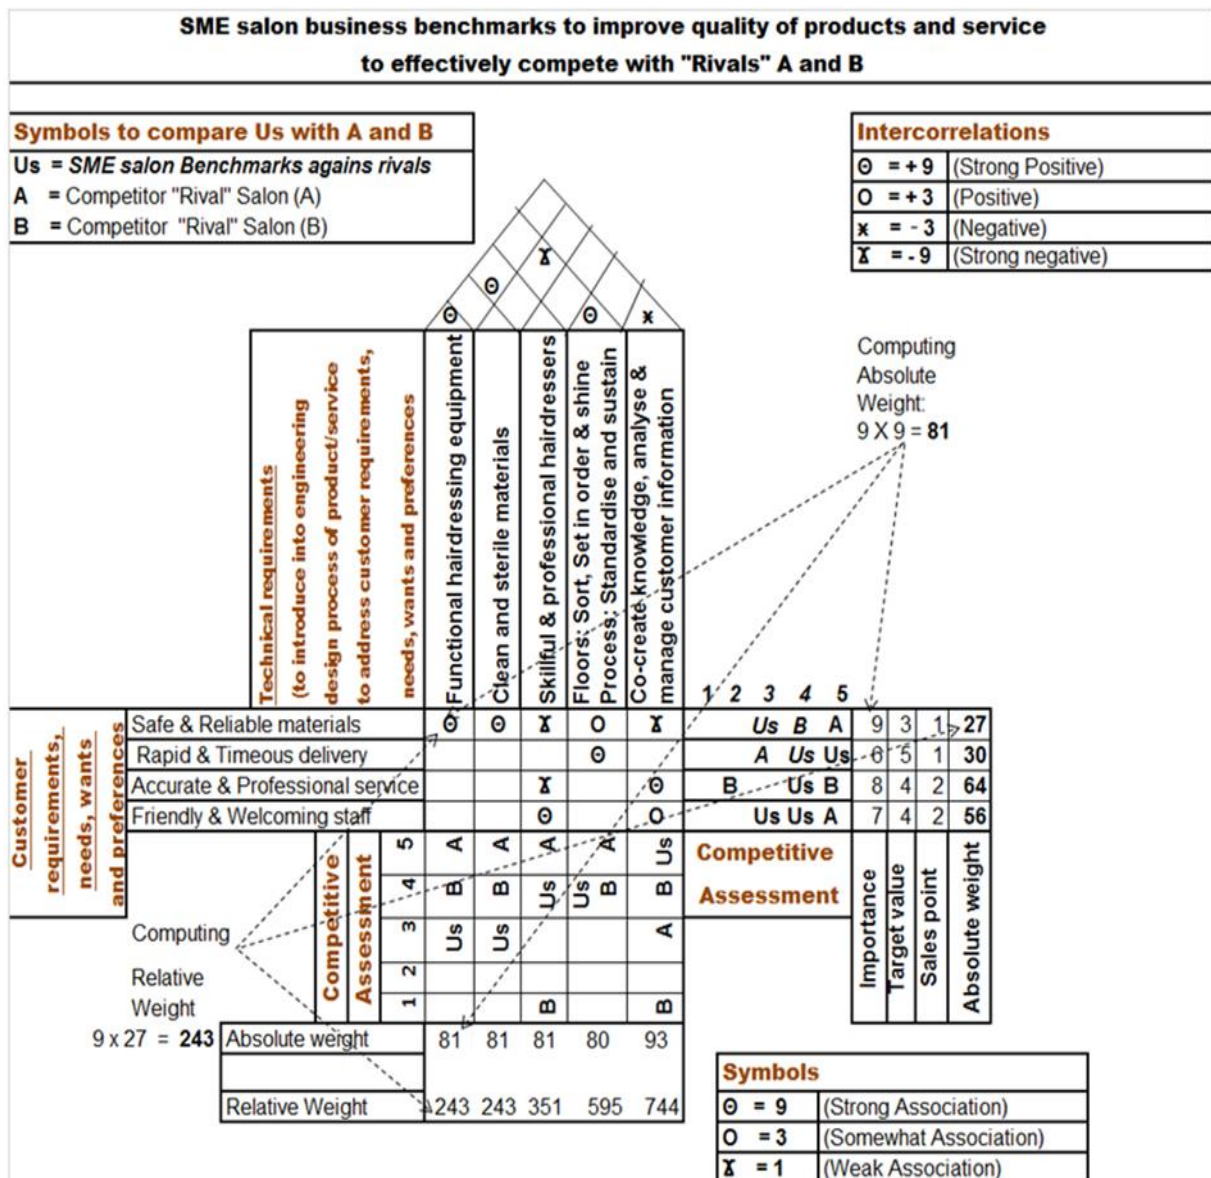 SME salon business benchmarks to improve quality of products and service
to effectively compete with "Rivals" A and B
Symbols to compare Us with A and B
Us = SME salon Benchmarks agains rivals
A = Competitor "Rival" Salon (A)
B = Competitor "Rival" Salon (B)
Intercorrelations
ʘ = + 9 (Strong Positive)
O = + 3 (Positive)
ӿ = - 3 (Negative)
Ɣ = - 9 (Strong negative)
Ɣ
ʘ
ʘ ʘ ӿ
Computing
Absolute
Weight:
9 X 9 = 81
Technical requirements
(to introduce into engineering
design process of product/service
to address customer requirements,
needs, wants and preferences
Functional hairdressing equipment
Clean and sterile materials
Skillful & professional hairdressers
Floors: Sort, Set in order & shine
Process: Standardise and sustain
Co-create knowledge, analyse &
manage customer information
1 2 3 4 5
Customer
requirements,
needs, wants
and preferences
Safe & Reliable materials ʘ ʘ Ɣ O Ɣ Us B A 9 3 1 27
Rapid & Timeous delivery ʘ A Us Us 6 5 1 30
Accurate & Professional service Ɣ ʘ B Us B 8 4 2 64
Friendly & Welcoming staff ʘ O Us Us A 7 4 2 56
Competitive
Assessment
5 A A A A Us
4 B B Us Us B B
3 Us Us A
2
1 B B
Competitive
Assessment
Importance
Target value
Sales point
Absolute weight
Computing
Relative
Weight
9 x 27 = 243
Absolute weight 81 81 81 80 93
Relative Weight 243 243 351 595 744
Symbols
ʘ = 9 (Strong Association)
O = 3 (Somewhat Association)
Ɣ = 1 (Weak Association)